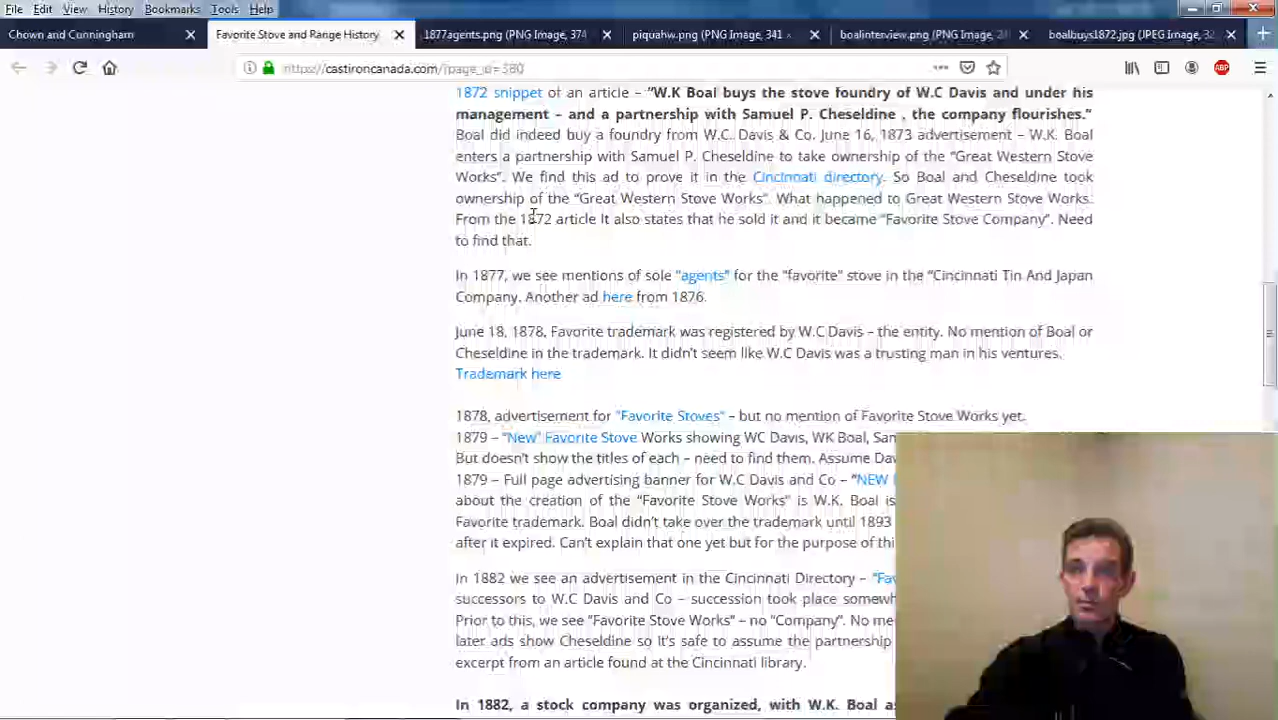 File Edit View History Bookmarks Tools Help
Chown and Cunningham
Favorite Stove and Range History
1877agents.png (PNG Image, 374
piquahw.png (PNG Image, 341
boalinterview.png (PNG Image, 2
boalbuys1872.jpg (JPEG Image, 32
https://castironcanada.com/?page_id=380
ABP
1872 snippet of an article – "W.K Boal buys the stove foundry of W.C Davis and under his
management – and a partnership with Samuel P. Cheseldine , the company flourishes."
Boal did indeed buy a foundry from W.C. Davis & Co. June 16, 1873 advertisement – W.K. Boal
enters a partnership with Samuel P. Cheseldine to take ownership of the "Great Western Stove
Works". We find this ad to prove it in the Cincinnati directory. So Boal and Cheseldine took
ownership of the "Great Western Stove Works". What happened to Great Western Stove Works.
From the 1872 article It also states that he sold it and it became "Favorite Stove Company". Need
to find that.
In 1877, we see mentions of sole "agents" for the "favorite" stove in the "Cincinnati Tin And Japan
Company. Another ad here from 1876.
June 18, 1878, Favorite trademark was registered by W.C Davis – the entity. No mention of Boal or
Cheseldine in the trademark. It didn't seem like W.C Davis was a trusting man in his ventures.
Trademark here
1878, advertisement for "Favorite Stoves" – but no mention of Favorite Stove Works yet.
1879 – "New" Favorite Stove Works showing WC Davis, WK Boal, Sam
But doesn't show the titles of each – need to find them. Assume Dav
1879 – Full page advertising banner for W.C Davis and Co – "NEW
about the creation of the "Favorite Stove Works" is W.K. Boal is
Favorite trademark. Boal didn't take over the trademark until 1893
after it expired. Can't explain that one yet but for the purpose of thi
In 1882 we see an advertisement in the Cincinnati Directory – "Fav
successors to W.C Davis and Co – succession took place somewh
Prior to this, we see "Favorite Stove Works" – no "Company". No me
later ads show Cheseldine so it's safe to assume the partnership
excerpt from an article found at the Cincinnati library.
In 1882, a stock company was organized, with W.K. Boal as